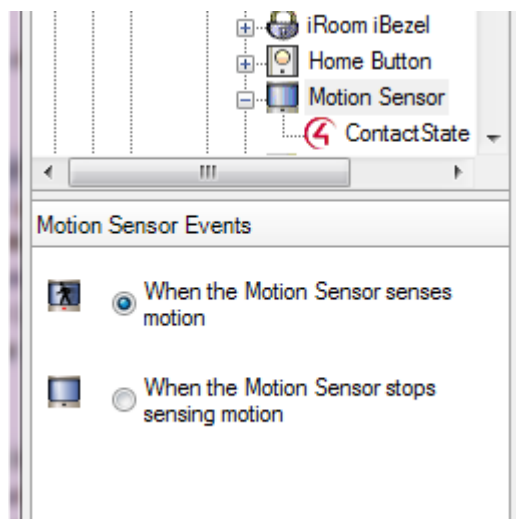 iRoom iBezel
Home Button
Motion Sensor
ContactState
Motion Sensor Events
When the Motion Sensor senses
motion
When the Motion Sensor stops
sensing motion